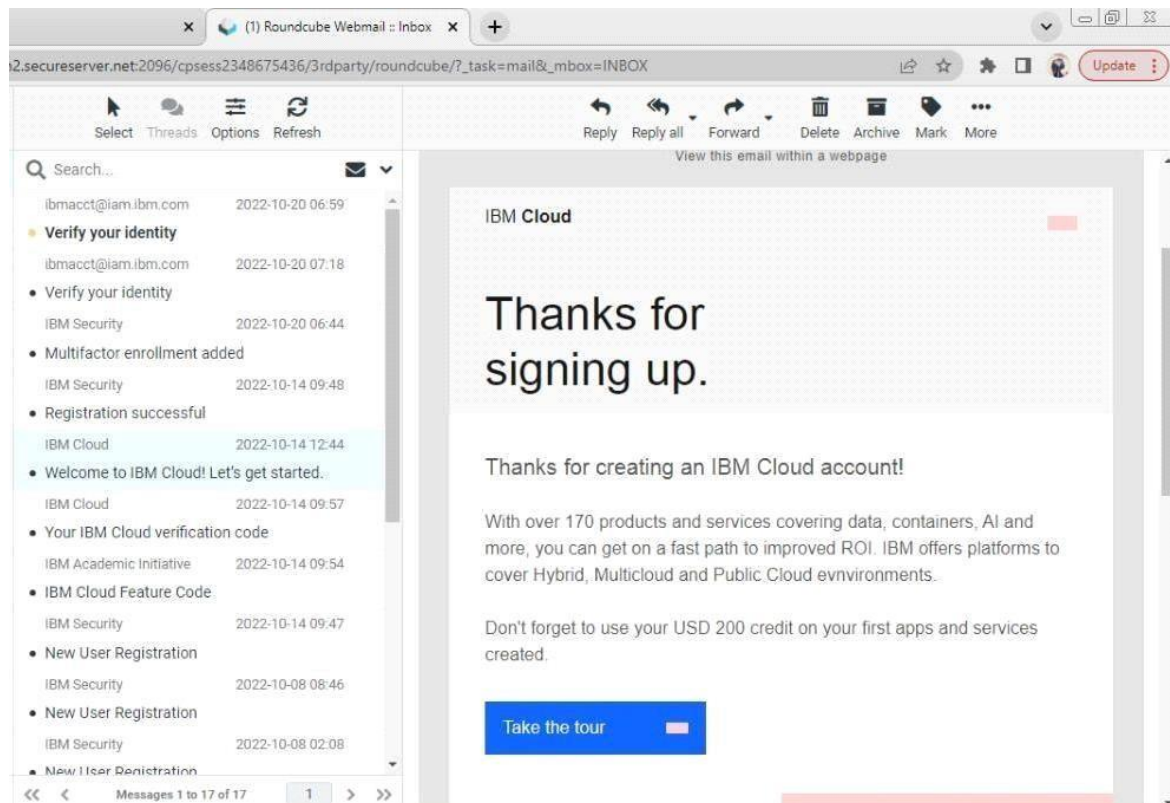 (1) Roundcube Webmail :: Inbox
2.secureserver.net:2096/cpsess2348675436/3rdparty/roundcube/?_task=mail&_mbox=INBOX
Update
Select Threads Options Refresh
Reply Reply all Forward Delete Archive Mark More
Search...
ibmacct@iam.ibm.com 2022-10-20 06:59
Verify your identity
ibmacct@iam.ibm.com 2022-10-20 07:18
Verify your identity
IBM Security 2022-10-20 06:44
Multifactor enrollment added
IBM Security 2022-10-14 09:48
Registration successful
IBM Cloud 2022-10-14 12:44
Welcome to IBM Cloud! Let's get started.
IBM Cloud 2022-10-14 09:57
Your IBM Cloud verification code
IBM Academic Initiative 2022-10-14 09:54
IBM Cloud Feature Code
IBM Security 2022-10-14 09:47
New User Registration
IBM Security 2022-10-08 08:46
New User Registration
IBM Security 2022-10-08 02:08
New User Registration
Messages 1 to 17 of 17 1
View this email within a webpage
IBM Cloud
Thanks for
signing up.
Thanks for creating an IBM Cloud account!
With over 170 products and services covering data, containers, AI and
more, you can get on a fast path to improved ROI. IBM offers platforms to
cover Hybrid, Multicloud and Public Cloud evnvironments.
Don't forget to use your USD 200 credit on your first apps and services
created.
Take the tour